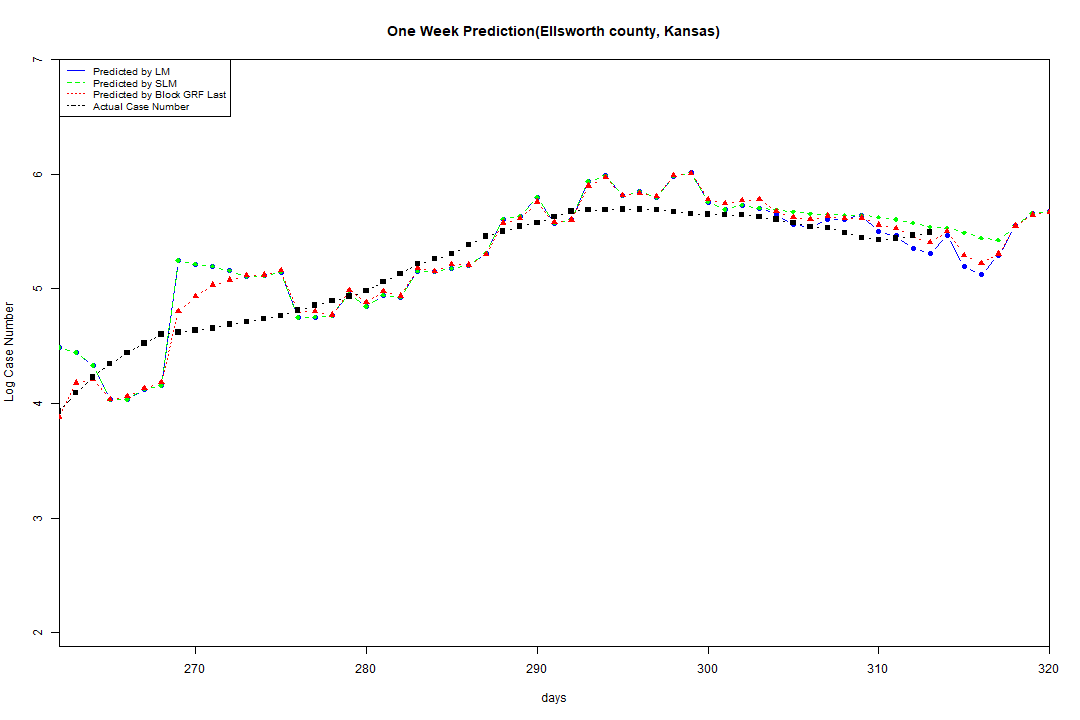 One Week Prediction(Ellsworth county, Kansas)
Predicted by LM
Predicted by SLM
Predicted by Block GRF Last
Actual Case Number
7
6
5
4
3
2
Log Case Number
270 280 290 300 310 320
days